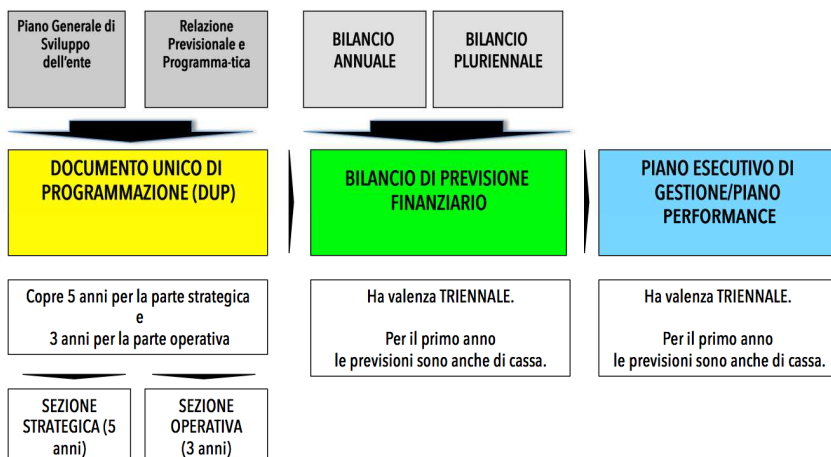 Piano Generale di
Sviluppo
dell'ente
Relazione
Previsionale e
Programma-tica
BILANCIO
ANNUALE
BILANCIO
PLURIENNALE
DOCUMENTO UNICO DI
PROGRAMMAZIONE (DUP)
BILANCIO DI PREVISIONE
FINANZIARIO
PIANO ESECUTIVO DI
GESTIONE/PIANO
PERFORMANCE
Copre 5 anni per la parte strategica
e
3 anni per la parte operativa
Ha valenza TRIENNALE.
Per il primo anno
le previsioni sono anche di cassa.
Ha valenza TRIENNALE.
Per il primo anno
le previsioni sono anche di cassa.
SEZIONE
STRATEGICA (5
anni)
SEZIONE
OPERATIVA
(3 anni)